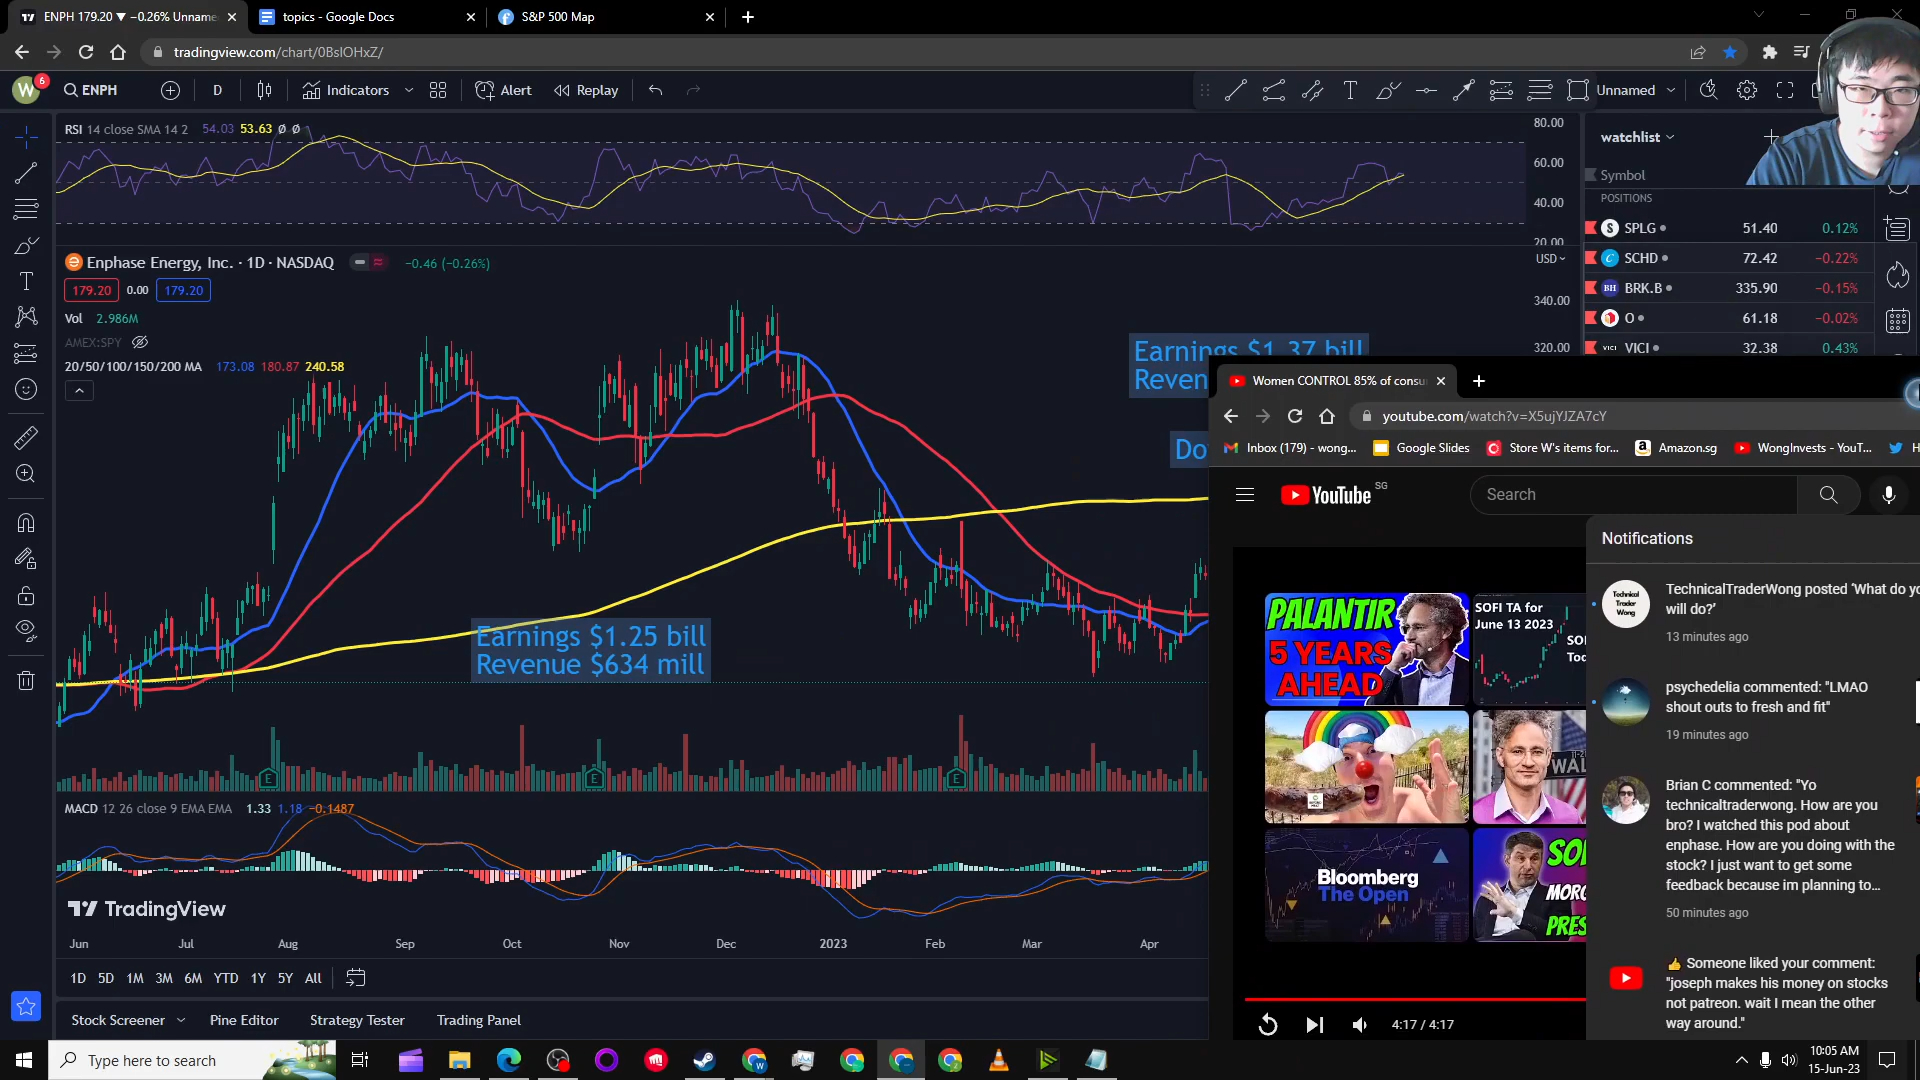 ENPH 179.20 ▼ −0.26% Unname
topics - Google Docs
S&P 500 Map
tradingview.com/chart/0BslOHxZ/
W
6
ENPH
D
Indicators
Alert
Replay
Unnamed
RSI 14 close SMA 14 2 54.03 53.63 Ø Ø
80.00
60.00
40.00
20.00
watchlist
Symbol
POSITIONS
SPLG 51.40 0.12%
SCHD 72.42 −0.22%
BRK.B 335.90 −0.15%
O 61.18 −0.02%
VICI 32.38 0.43%
Enphase Energy, Inc. · 1D · NASDAQ
−0.46 (−0.26%)
USD
179.20 0.00 179.20
340.00
320.00
Vol 2.986M
AMEX:SPY
20/50/100/150/200 MA 173.08 180.87 240.58
Earnings $1.37 bill
Reven
Earnings $1.25 bill
Revenue $634 mill
E
E
E
MACD 12 26 close 9 EMA EMA 1.33 1.18 −0.1487
TradingView
Jun Jul Aug Sep Oct Nov Dec 2023 Feb Mar Apr
1D 5D 1M 3M 6M YTD 1Y 5Y All
Stock Screener
Pine Editor
Strategy Tester
Trading Panel
Women CONTROL 85% of consu
youtube.com/watch?v=X5ujYJZA7cY
Inbox (179) - wong...
Google Slides
Store W's items for...
Amazon.sg
WongInvests - YouT...
YouTube SG
Search
Notifications
TechnicalTraderWong posted 'What do yo
will do?'
13 minutes ago
psychedelia commented: "LMAO
shout outs to fresh and fit"
19 minutes ago
Brian C commented: "Yo
technicaltraderwong. How are you
bro? I watched this pod about
enphase. How are you doing with the
stock? I just want to get some
feedback because im planning to...
50 minutes ago
👍 Someone liked your comment:
"joseph makes his money on stocks
not patreon. wait I mean the other
way around."
PALANTIR
5 YEARS
AHEAD
SOFI TA for
June 13 2023
Bloomberg
The Open
4:17 / 4:17
Type here to search
10:05 AM
15-Jun-23